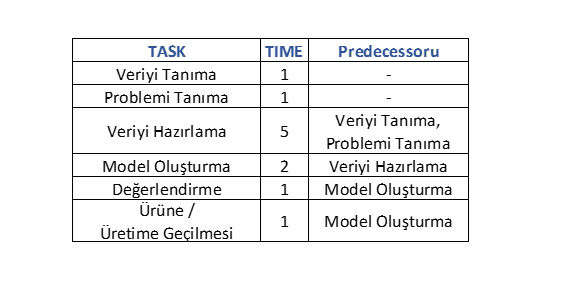 TASK TIME Predecessoru
Veriyi Tanıma 1 -
Problemi Tanıma 1 -
Veriyi Hazırlama 5 Veriyi Tanıma,
Problemi Tanıma
Model Oluşturma 2 Veriyi Hazırlama
Değerlendirme 1 Model Oluşturma
Ürüne /
Üretime Geçilmesi 1 Model Oluşturma